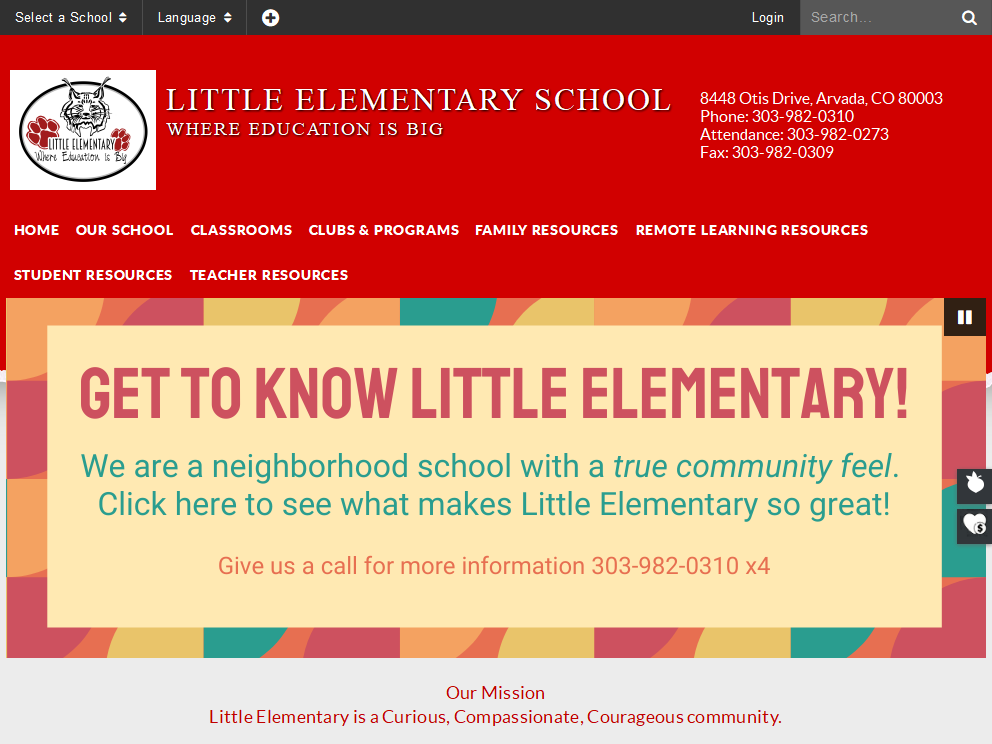 Select a School
Language
Login
Search...
LITTLE ELEMENTARY
Where Education is Big
LITTLE ELEMENTARY SCHOOL
WHERE EDUCATION IS BIG
8448 Otis Drive, Arvada, CO 80003
Phone: 303-982-0310
Attendance: 303-982-0273
Fax: 303-982-0309
HOME OUR SCHOOL CLASSROOMS CLUBS & PROGRAMS FAMILY RESOURCES REMOTE LEARNING RESOURCES
STUDENT RESOURCES TEACHER RESOURCES
GET TO KNOW LITTLE ELEMENTARY!
We are a neighborhood school with a true community feel.
Click here to see what makes Little Elementary so great!
Give us a call for more information 303-982-0310 x4
$
Our Mission
Little Elementary is a Curious, Compassionate, Courageous community.